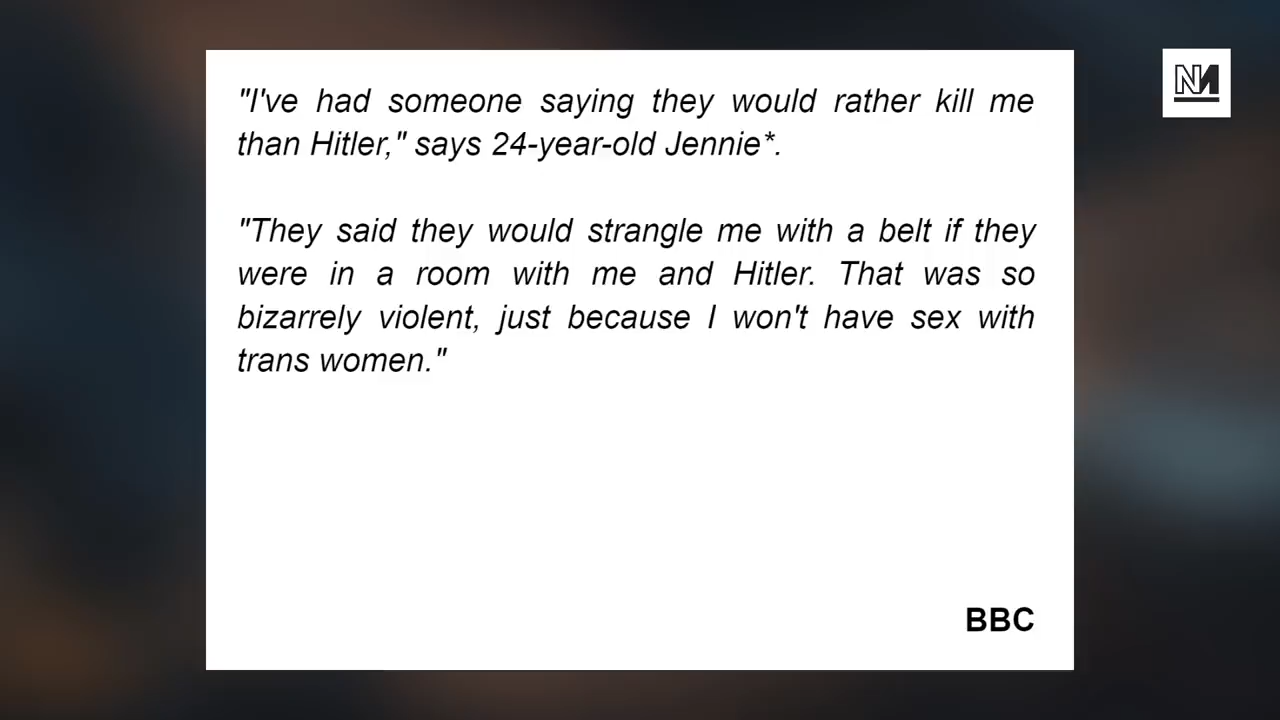 "I've had someone saying they would rather kill me
than Hitler," says 24-year-old Jennie*.
"They said they would strangle me with a belt if they
were in a room with me and Hitler. That was so
bizarrely violent, just because I won't have sex with
trans women."
BBC